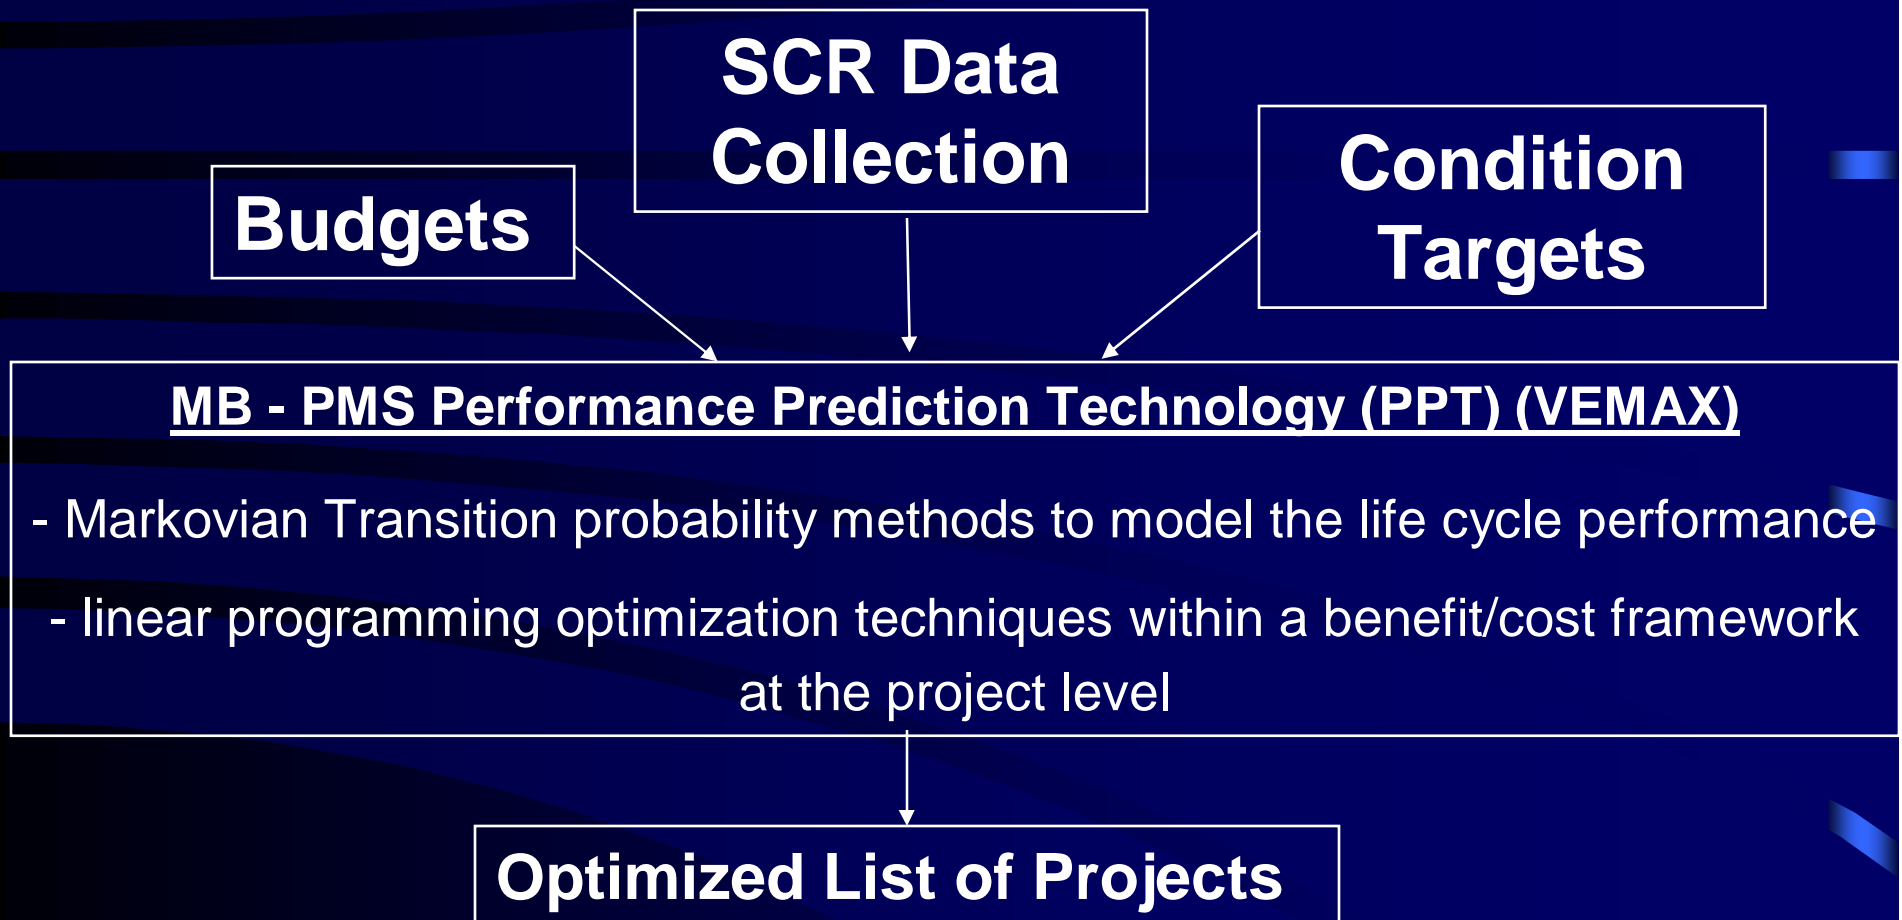 SCR Data
Collection
Condition
Targets
Budgets
MB - PMS Performance Prediction Technology (PPT) (VEMAX)
- Markovian Transition probability methods to model the life cycle performance
- linear programming optimization techniques within a benefit/cost framework
at the project level
Optimized List of Projects